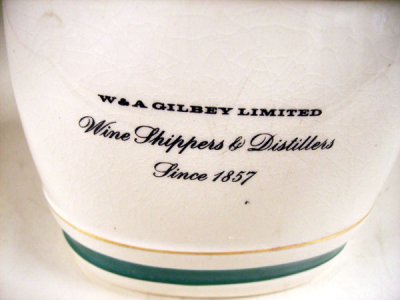 W & A GILBEY LIMITED
Wine Shippers & Distillers
Since 1857